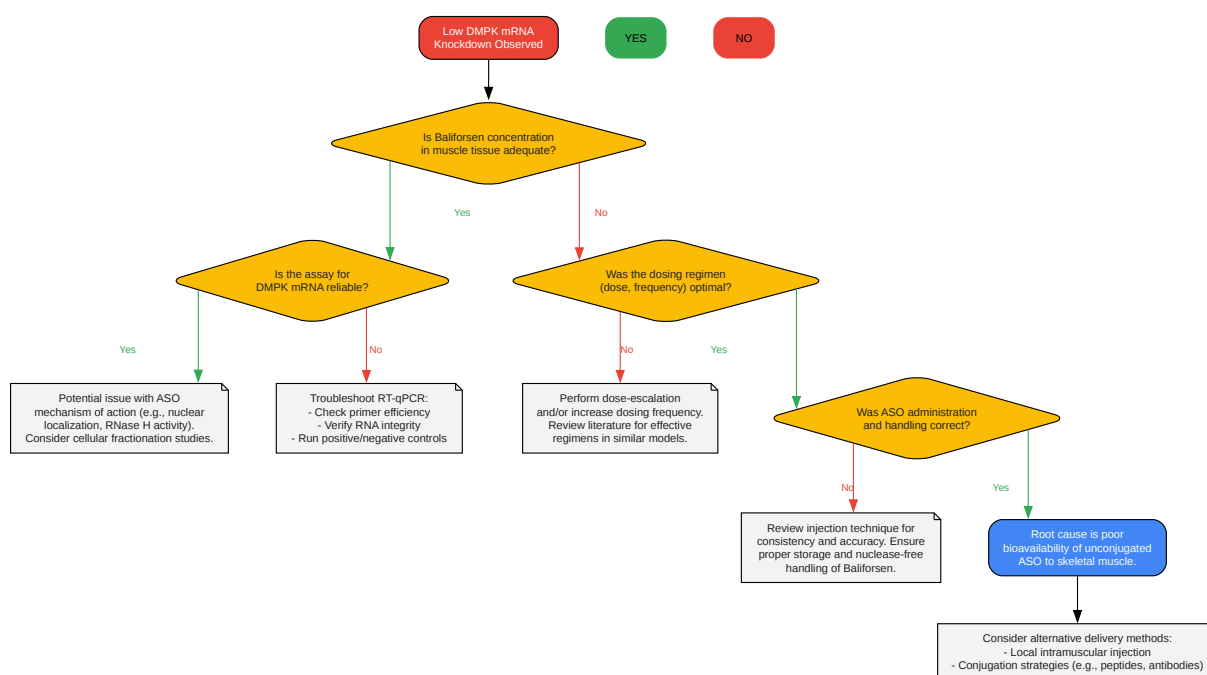 Low DMPK mRNA
Knockdown Observed
YES
NO
Is Baliforsen concentration
in muscle tissue adequate?
Yes
No
Is the assay for
DMPK mRNA reliable?
Was the dosing regimen
(dose, frequency) optimal?
Yes
No
No
Yes
Potential issue with ASO
mechanism of action (e.g., nuclear
localization, RNase H activity).
Consider cellular fractionation studies.
Troubleshoot RT-qPCR:
- Check primer efficiency
- Verify RNA integrity
- Run positive/negative controls
Perform dose-escalation
and/or increase dosing frequency.
Review literature for effective
regimens in similar models.
Was ASO administration
and handling correct?
No
Yes
Review injection technique for
consistency and accuracy. Ensure
proper storage and nuclease-free
handling of Baliforsen.
Root cause is poor
bioavailability of unconjugated
ASO to skeletal muscle.
Consider alternative delivery methods:
- Local intramuscular injection
- Conjugation strategies (e.g., peptides, antibodies)